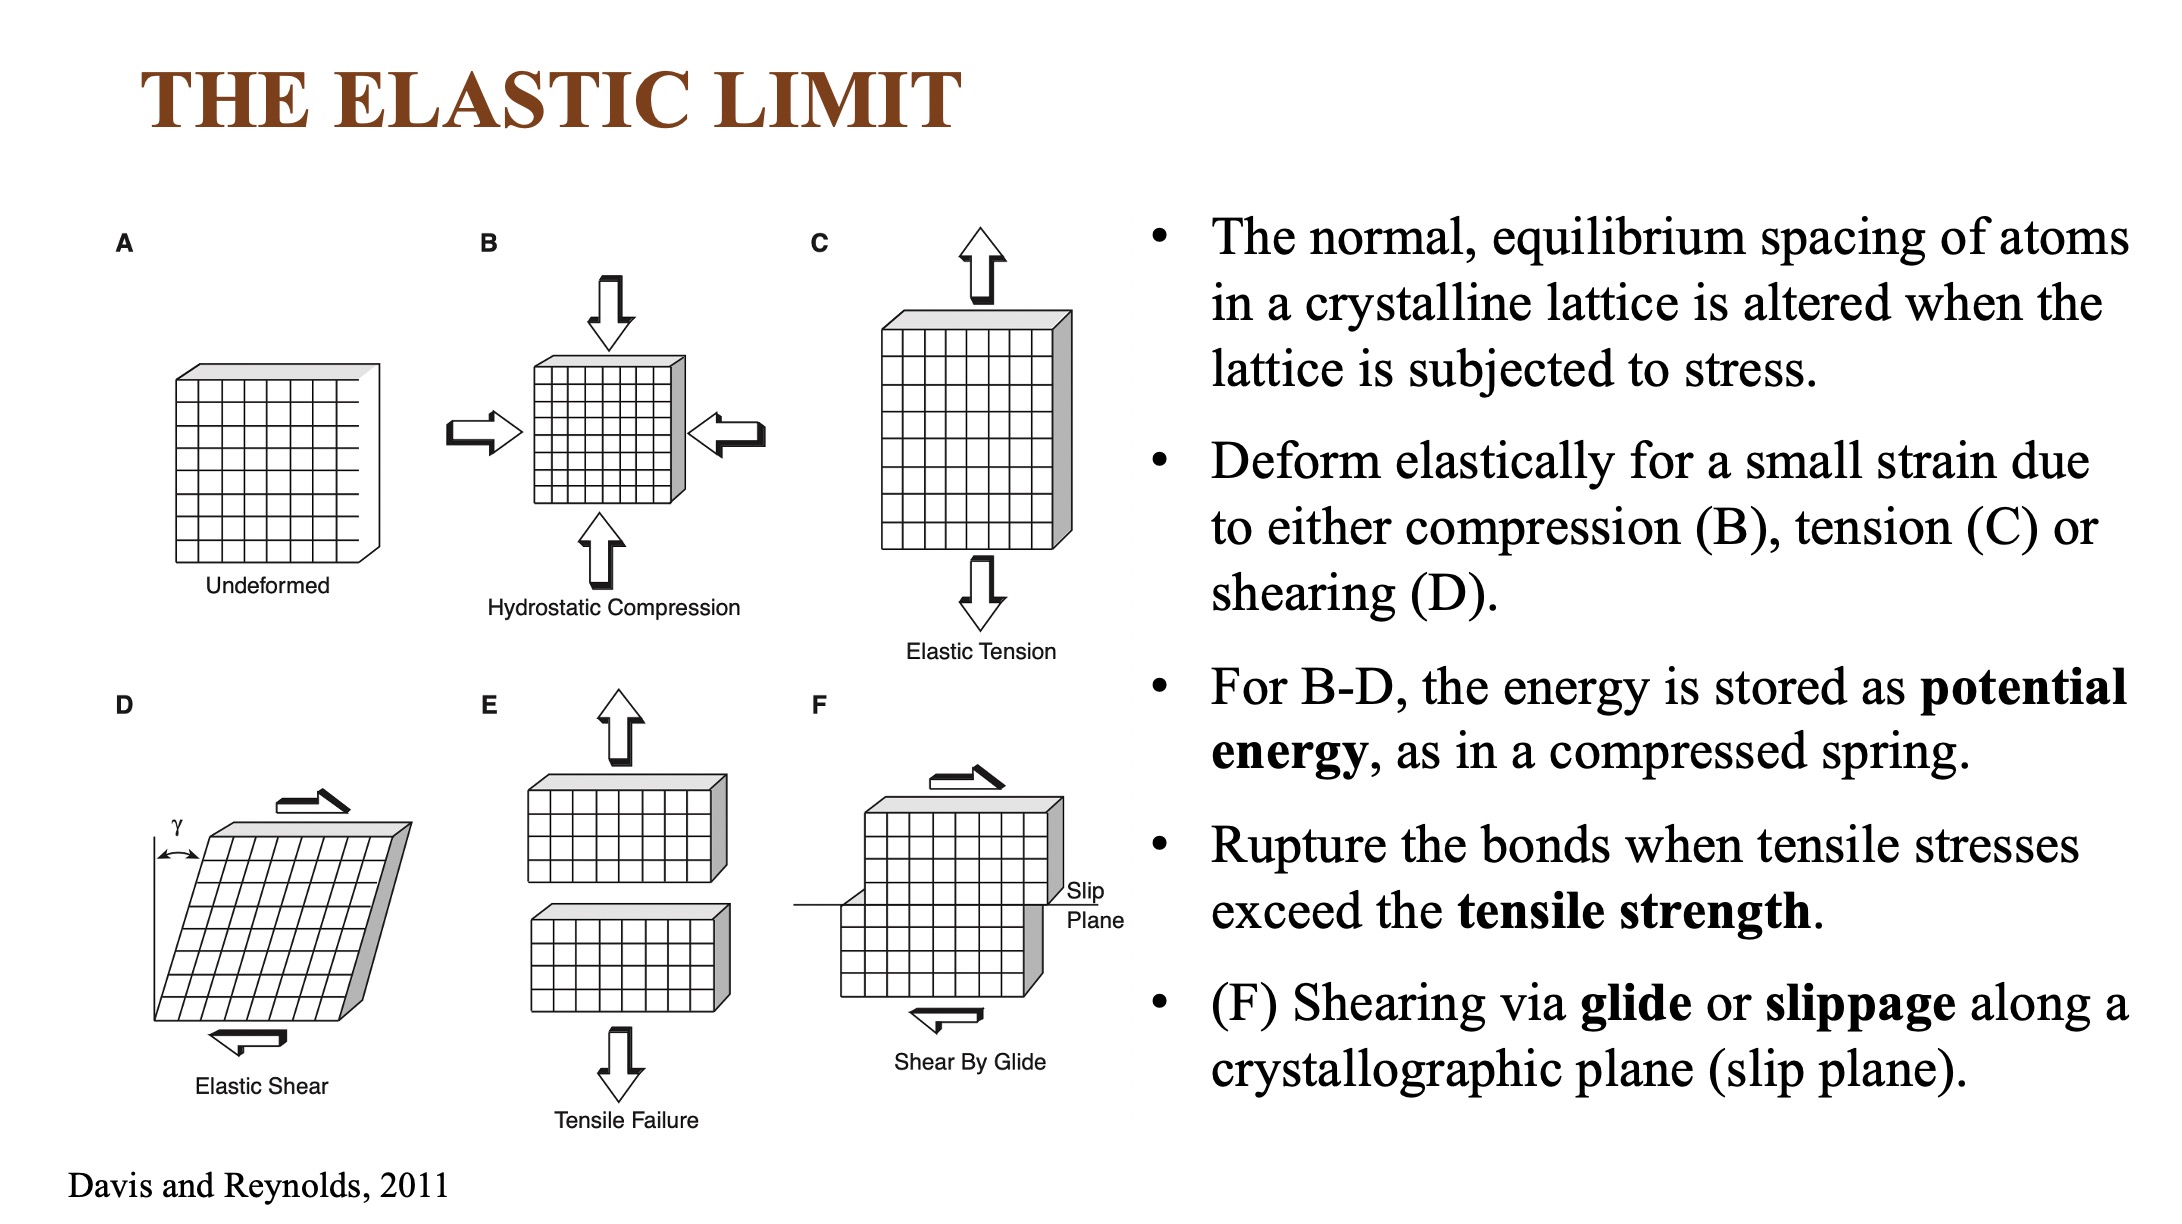 THE ELASTIC LIMIT
A
B
C
Undeformed
Hydrostatic Compression
Elastic Tension
D
E
F
γ
Slip
Plane
Elastic Shear
Tensile Failure
Shear By Glide
• The normal, equilibrium spacing of atoms
in a crystalline lattice is altered when the
lattice is subjected to stress.
• Deform elastically for a small strain due
to either compression (B), tension (C) or
shearing (D).
• For B-D, the energy is stored as potential
energy, as in a compressed spring.
• Rupture the bonds when tensile stresses
exceed the tensile strength.
• (F) Shearing via glide or slippage along a
crystallographic plane (slip plane).
Davis and Reynolds, 2011